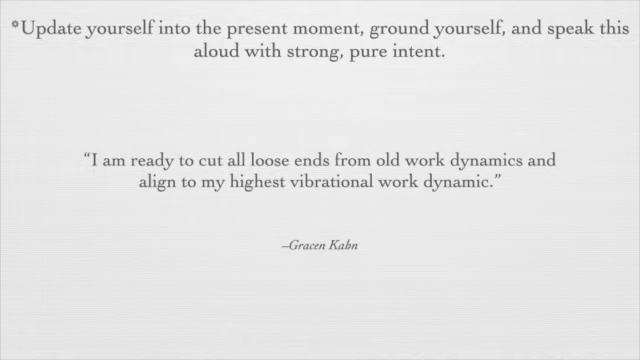 *Update yourself into the present moment, ground yourself, and speak this
aloud with strong, pure intent.
“I am ready to cut all loose ends from old work dynamics and
align to my highest vibrational work dynamic.”
–Gracen Kahn